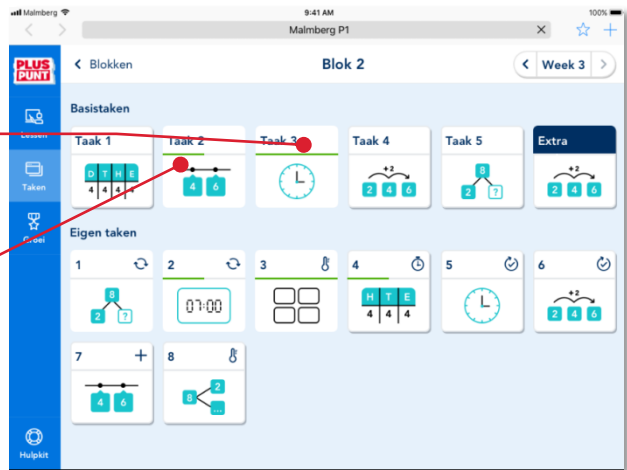 Malmberg 9:41 AM 100%
Malmberg P1
PLUS
PUNT
Blokken Blok 2 Week 3
Lessen
Taken
Groei
Hulpkit
Basistaken
Taak 1 Taak 2 Taak 3 Taak 4 Taak 5 Extra
D T H E
4 4 4 4
4 6
+2
2 4 6
8
2 ?
+2
2 4 6
Eigen taken
1 2 3 4 5 6
8
2 ?
07:00
H T E
4 4 4
+2
2 4 6
7 + 8
4 6
8 2 ...